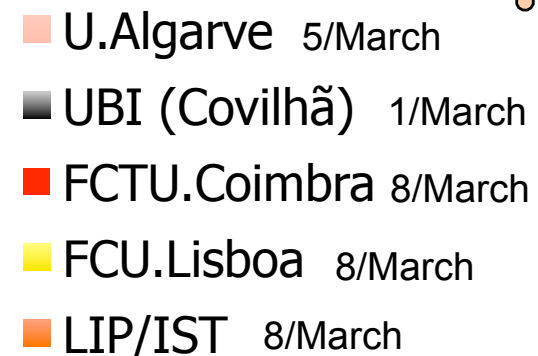 U.Algarve 5/March
UBI (Covilhã) 1/March
FCTU.Coimbra 8/March
FCU.Lisboa 8/March
LIP/IST 8/March